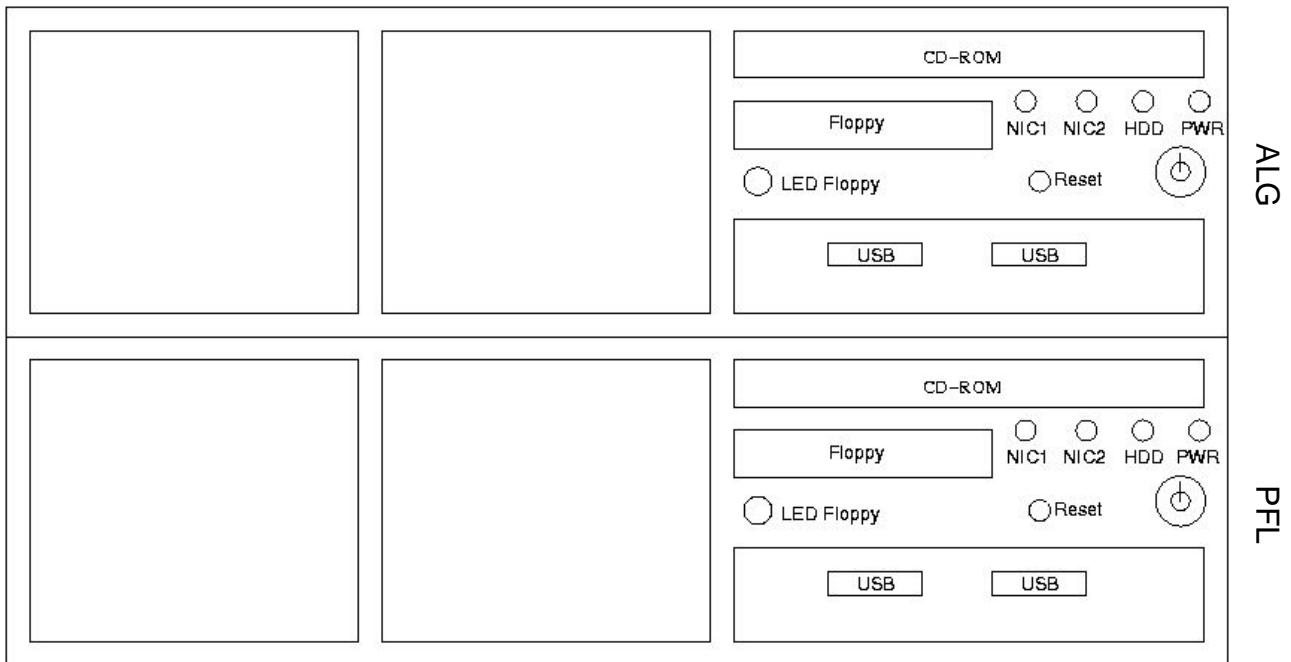 CD-ROM
Floppy
NIC1 NIC2 HDD PWR
LED Floppy
Reset
USB USB
ALG
CD-ROM
Floppy
NIC1 NIC2 HDD PWR
LED Floppy
Reset
USB USB
PFL